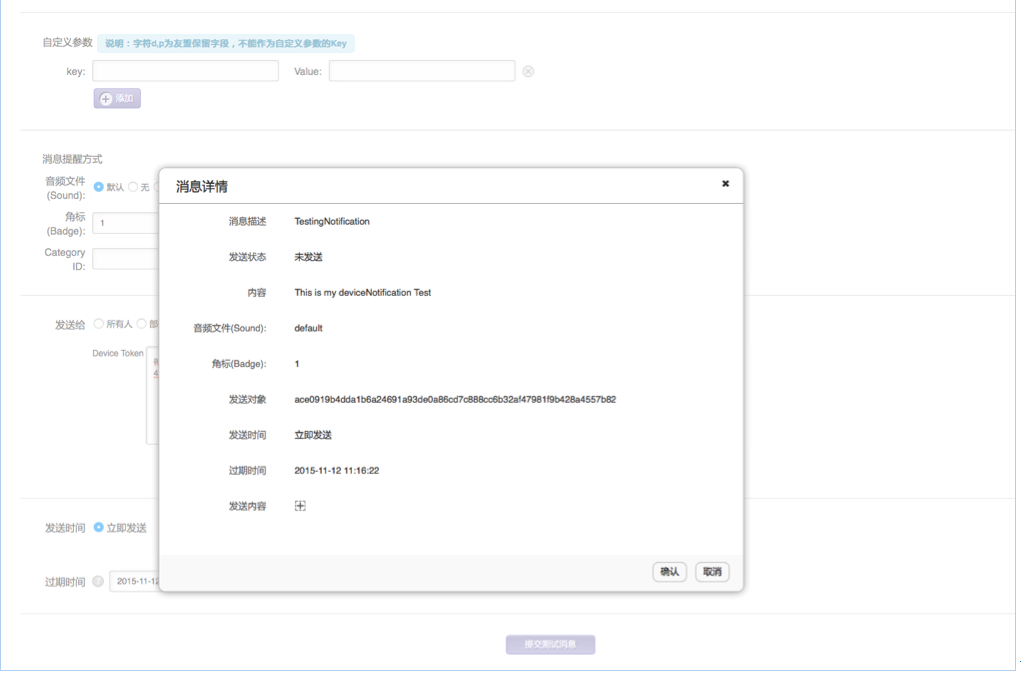 自定义参数 说明：字符d,p为友盟保留字段，不能作为自定义参数的Key
key: Value:
添加
消息提醒方式
音频文件
(Sound): 默认 无
角标
(Badge): 1
Category
ID:
发送给 所有人 部
Device Token
4
发送时间 立即发送
过期时间 ? 2015-11-12
提交测试消息
消息详情
消息描述 TestingNotification
发送状态 未发送
内容 This is my deviceNotification Test
音频文件(Sound): default
角标(Badge): 1
发送对象 ace0919b4dda1b6a24691a93de0a86cd7c888cc6b32af47981f9b428a4557b82
发送时间 立即发送
过期时间 2015-11-12 11:16:22
发送内容
确认 取消